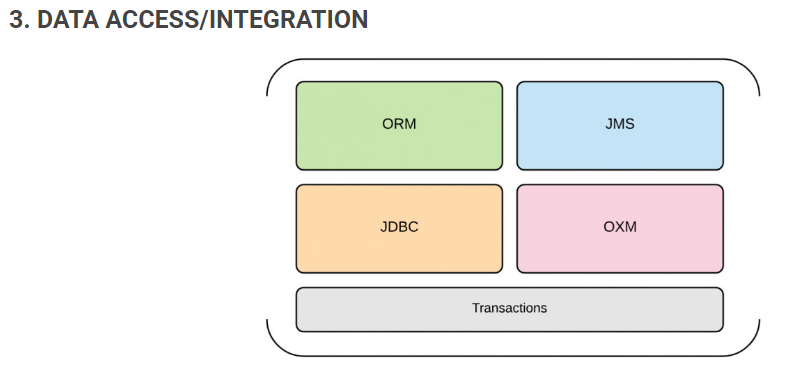 3. DATA ACCESS/INTEGRATION
ORM
JMS
JDBC
OXM
Transactions